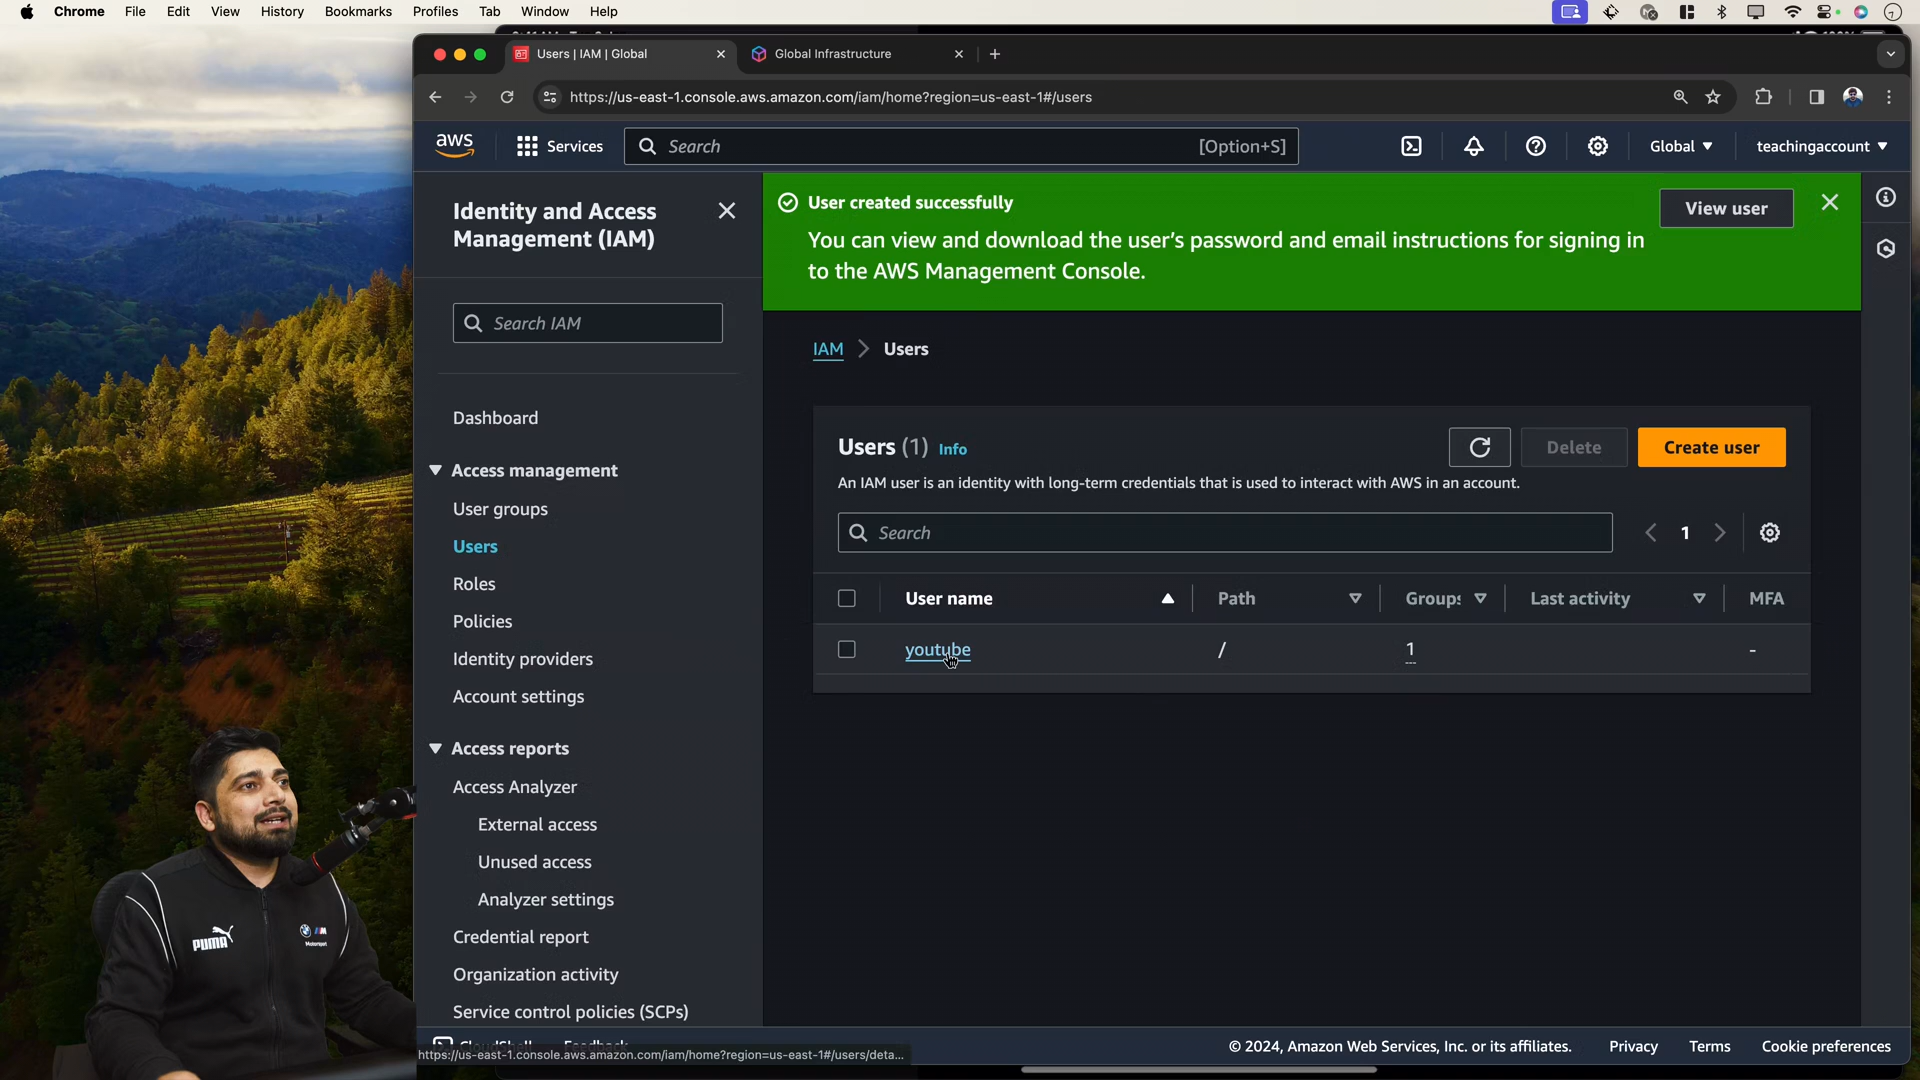 Chrome File Edit View History Bookmarks Profiles Tab Window Help
Users | IAM | Global
Global Infrastructure
https://us-east-1.console.aws.amazon.com/iam/home?region=us-east-1#/users
aws
Services
Search
[Option+S]
Global
teachingaccount
Identity and Access
Management (IAM)
Search IAM
Dashboard
Access management
User groups
Users
Roles
Policies
Identity providers
Account settings
Access reports
Access Analyzer
External access
Unused access
Analyzer settings
Credential report
Organization activity
Service control policies (SCPs)
User created successfully
View user
You can view and download the user's password and email instructions for signing in
to the AWS Management Console.
IAM > Users
Users (1) Info
Delete
Create user
An IAM user is an identity with long-term credentials that is used to interact with AWS in an account.
Search
1
User name Path Groups Last activity MFA
youtube / 1 -
CloudShell Feedback
https://us-east-1.console.aws.amazon.com/iam/home?region=us-east-1#/users/deta...
© 2024, Amazon Web Services, Inc. or its affiliates. Privacy Terms Cookie preferences
PUMA
Motorsport